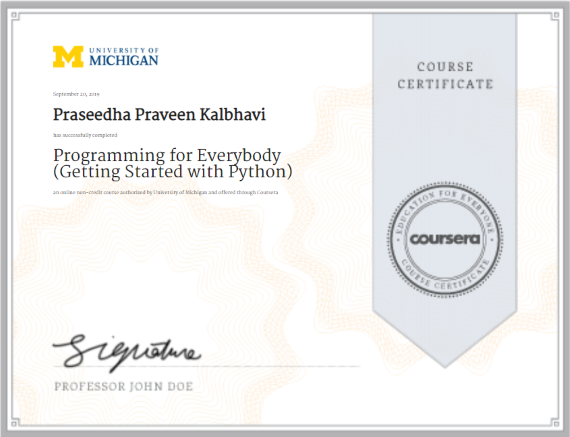 UNIVERSITY OF
MICHIGAN
COURSE
CERTIFICATE
September 20, 2019
Praseedha Praveen Kalbhavi
has successfully completed
Programming for Everybody
(Getting Started with Python)
an online non-credit course authorized by University of Michigan and offered through Coursera
EDUCATION FOR EVERYONE
coursera
COURSE CERTIFICATE
Signature
PROFESSOR JOHN DOE